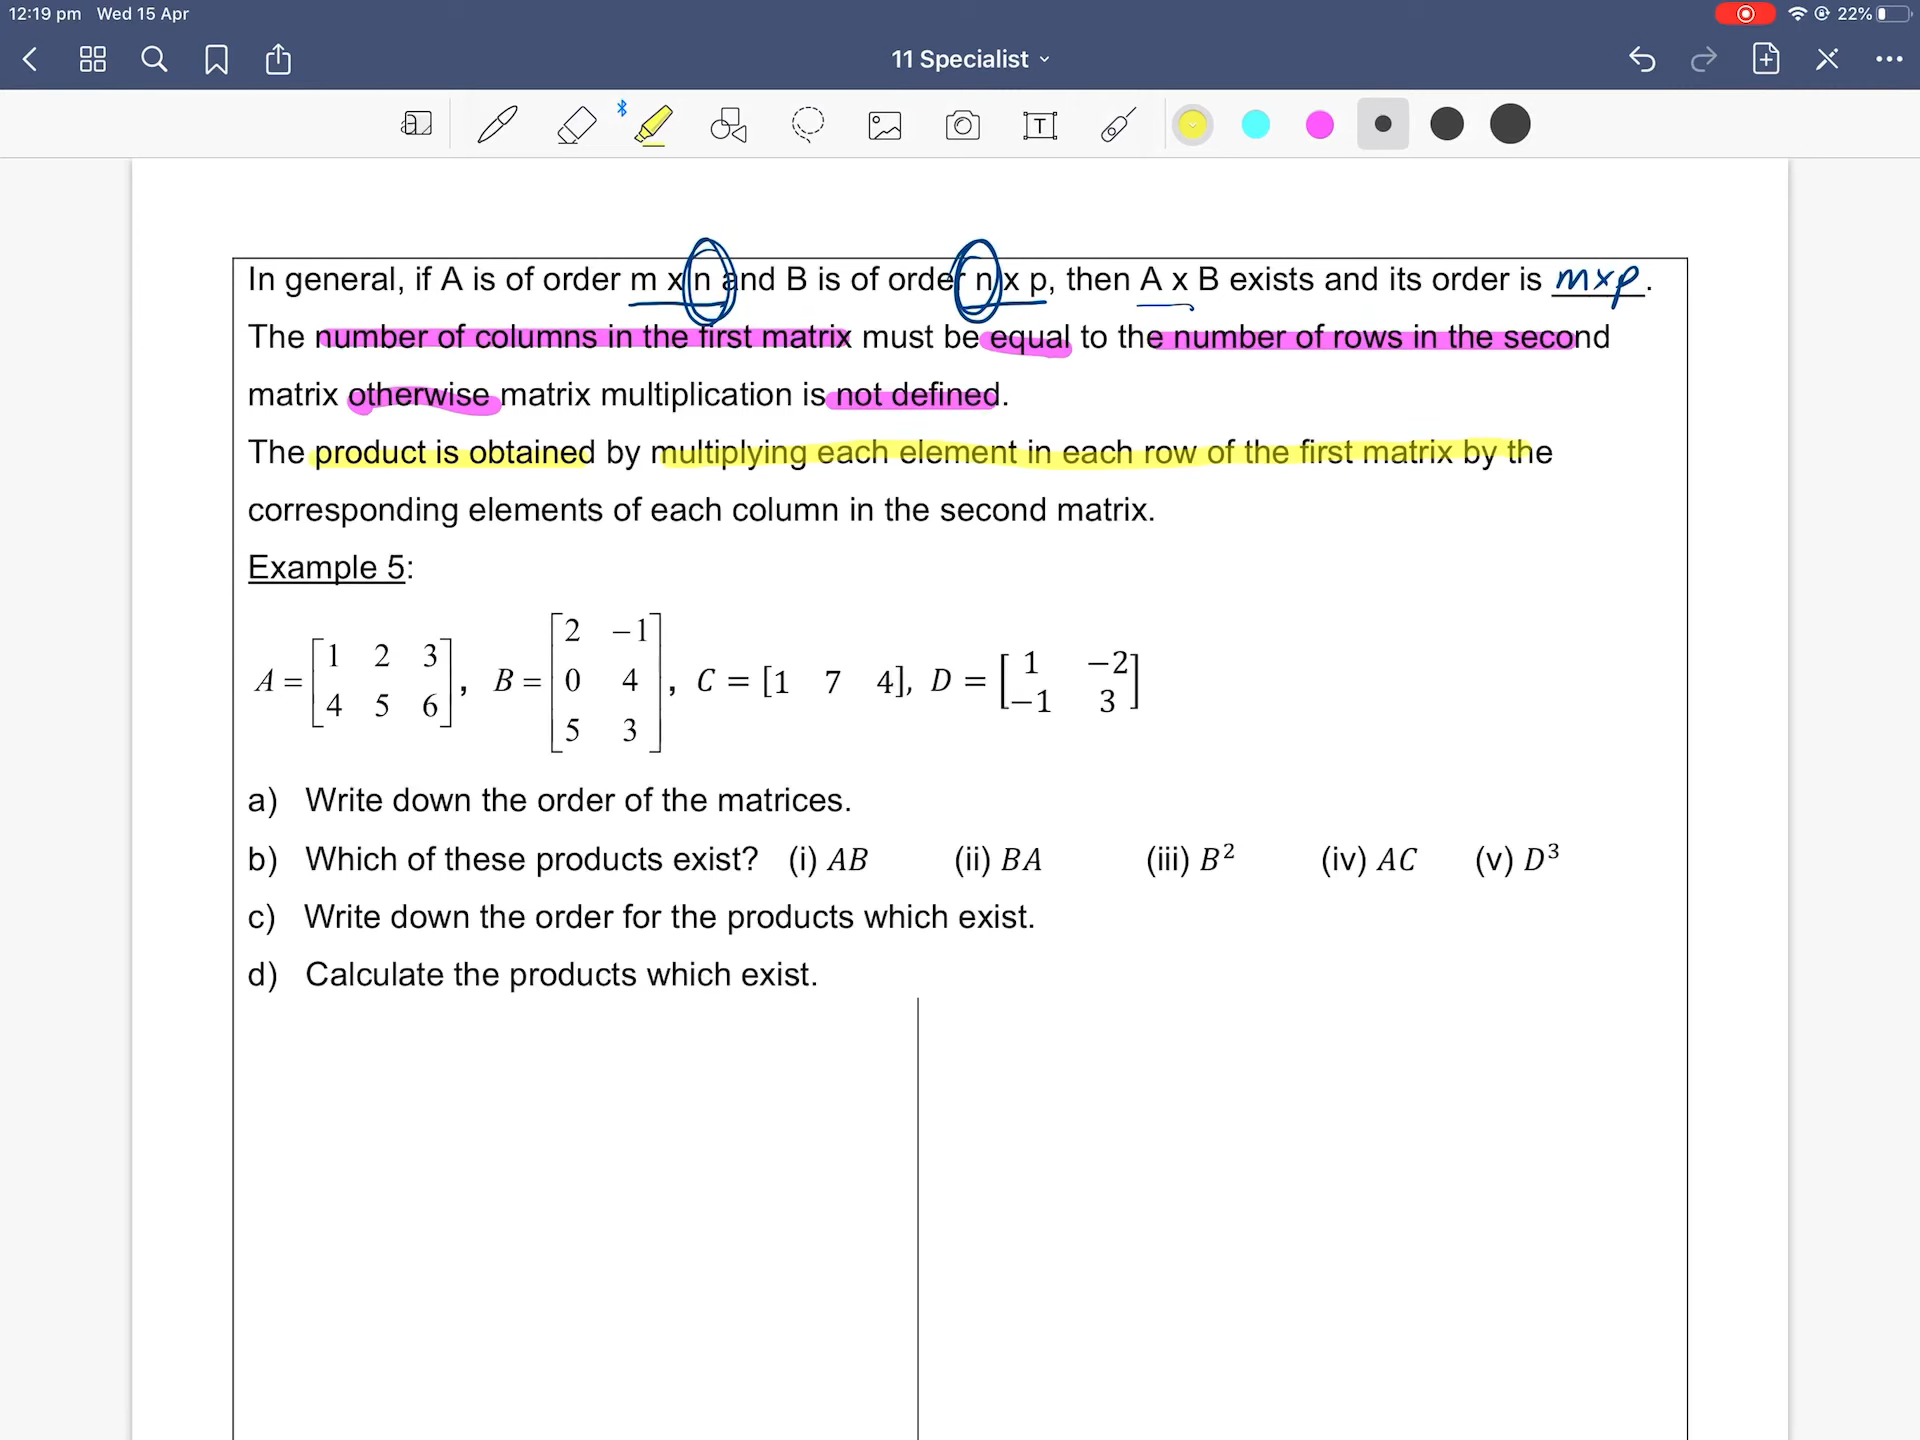 12:19 pm Wed 15 Apr 22%
11 Specialist
In general, if A is of order m x n and B is of order n x p, then A x B exists and its order is m x p.
The number of columns in the first matrix must be equal to the number of rows in the second
matrix otherwise matrix multiplication is not defined.
The product is obtained by multiplying each element in each row of the first matrix by the
corresponding elements of each column in the second matrix.
Example 5:
A = [1 2 3; 4 5 6], B = [2 −1; 0 4; 5 3], C = [1 7 4], D = [1 −2; −1 3]
a) Write down the order of the matrices.
b) Which of these products exist? (i) AB (ii) BA (iii) B² (iv) AC (v) D³
c) Write down the order for the products which exist.
d) Calculate the products which exist.